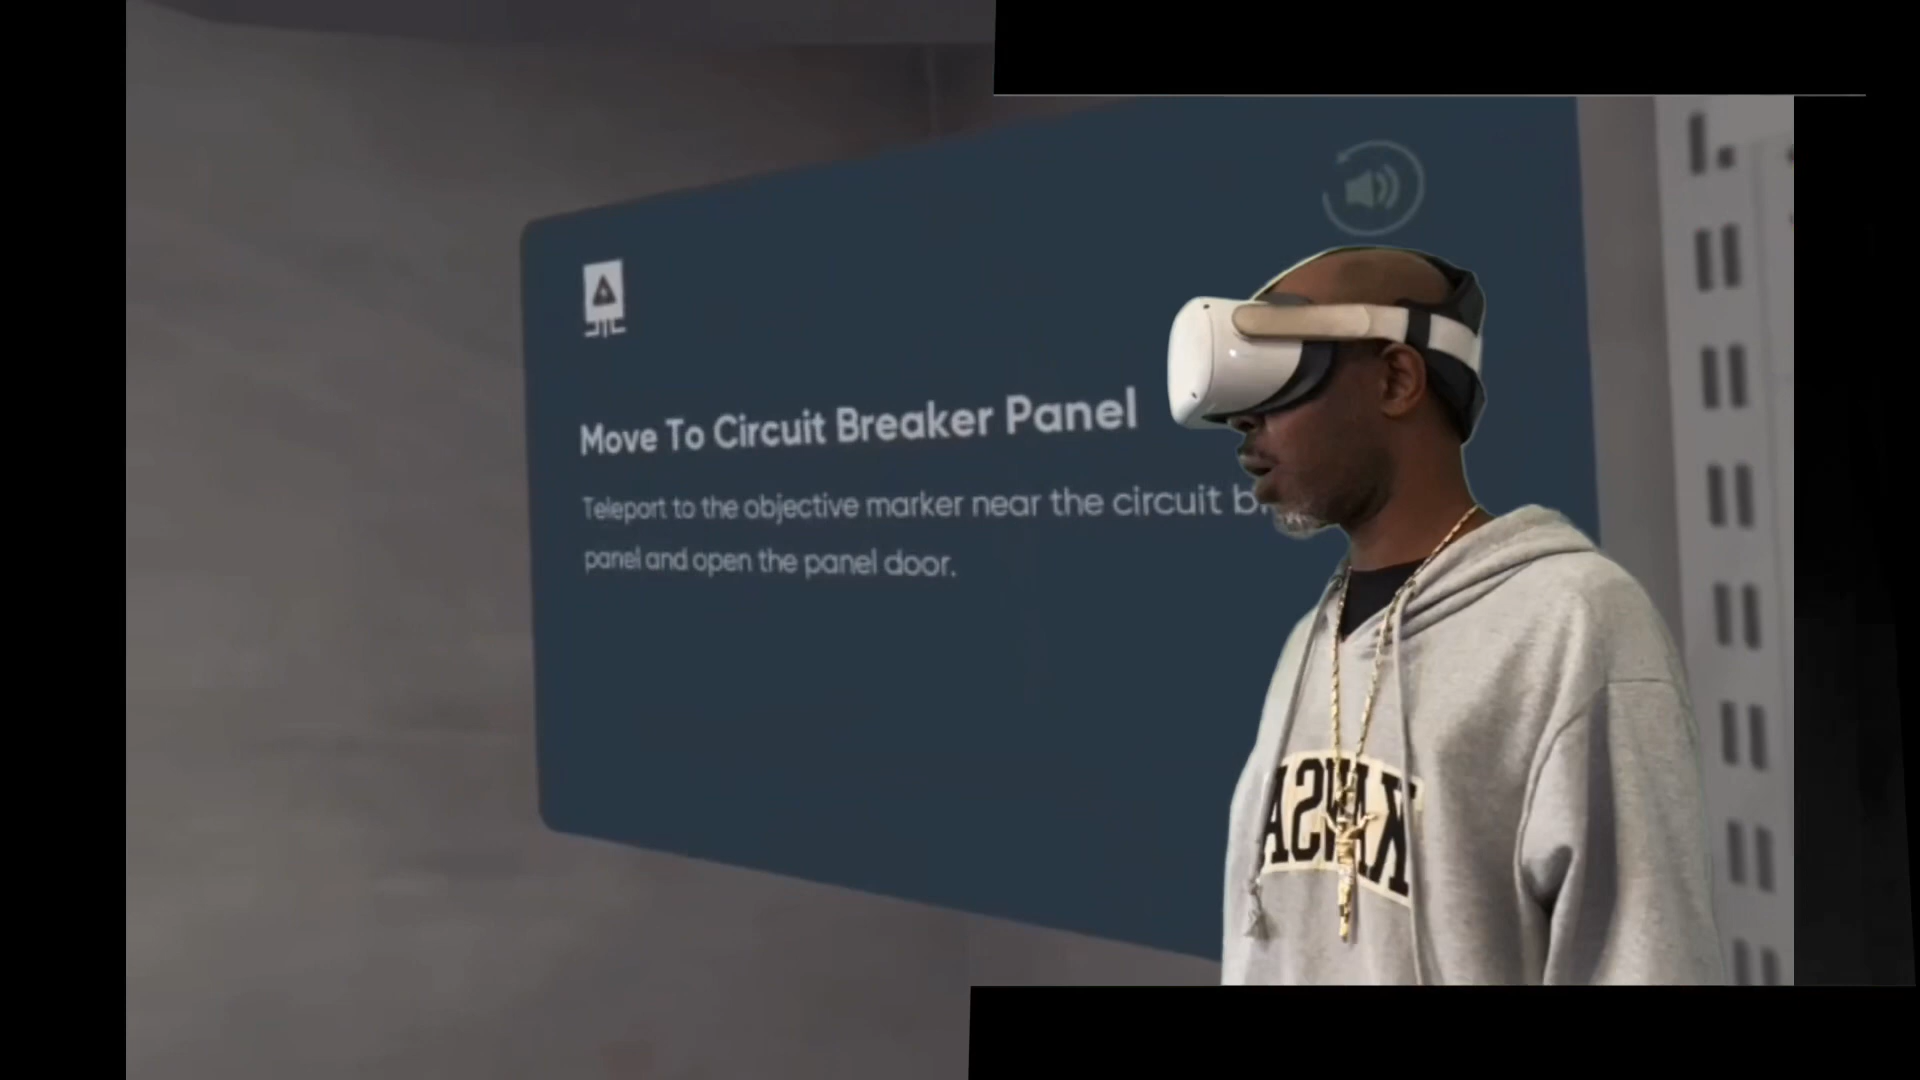 Move To Circuit Breaker Panel
Teleport to the objective marker near the circuit
panel and open the panel door.